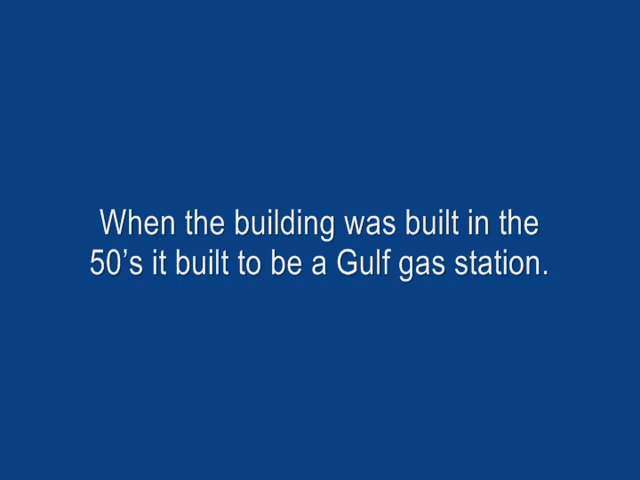 When the building was built in the
50’s it built to be a Gulf gas station.